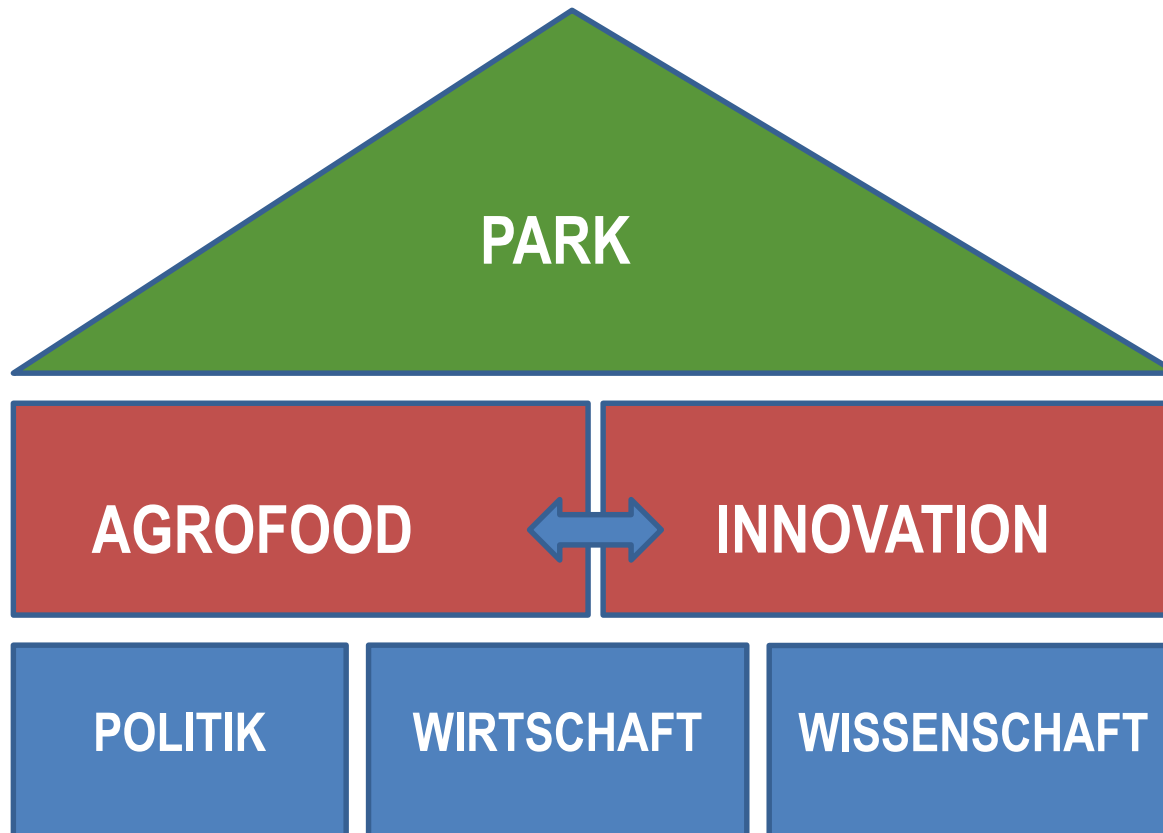 PARK
AGROFOOD
INNOVATION
POLITIK
WIRTSCHAFT
WISSENSCHAFT